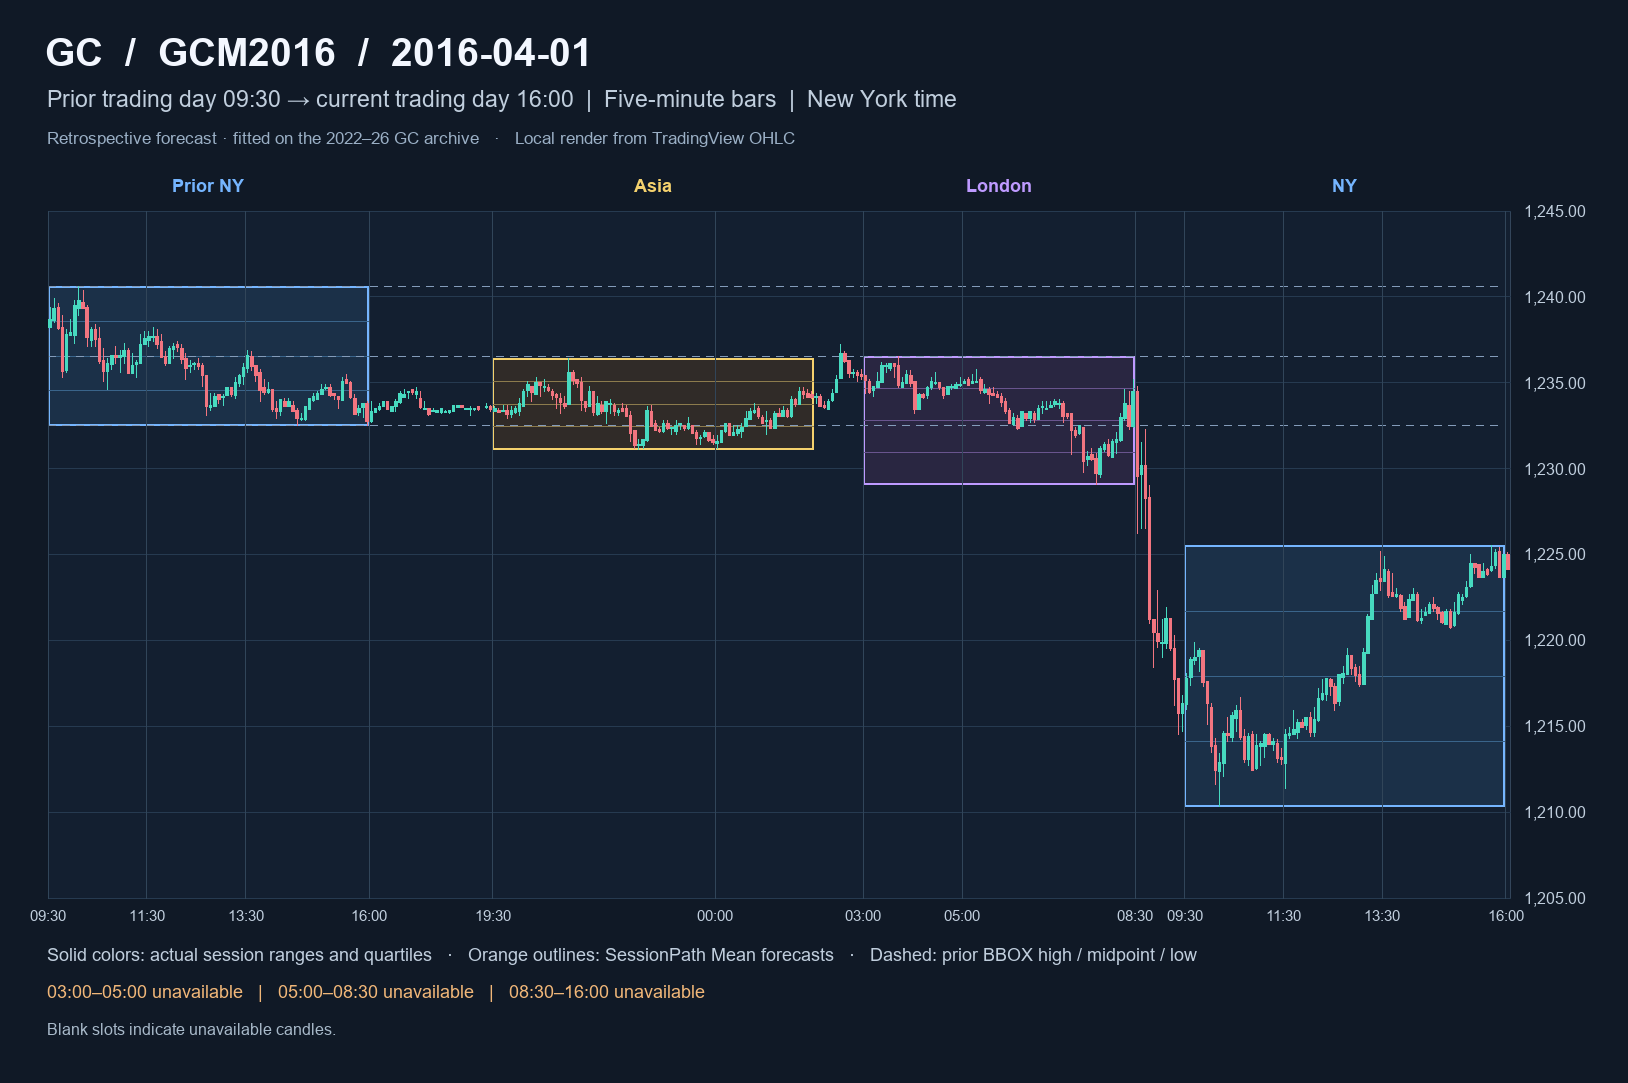 GC / GCM2016 / 2016-04-01
Prior trading day 09:30 → current trading day 16:00 | Five-minute bars | New York time
Retrospective forecast · fitted on the 2022–26 GC archive · Local render from TradingView OHLC
Prior NY Asia London NY
1,245.00
1,240.00
1,235.00
1,230.00
1,225.00
1,220.00
1,215.00
1,210.00
1,205.00
09:30 11:30 13:30 16:00 19:30 00:00 03:00 05:00 08:30 09:30 11:30 13:30 16:00
Solid colors: actual session ranges and quartiles · Orange outlines: SessionPath Mean forecasts · Dashed: prior BBOX high / midpoint / low
03:00–05:00 unavailable | 05:00–08:30 unavailable | 08:30–16:00 unavailable
Blank slots indicate unavailable candles.